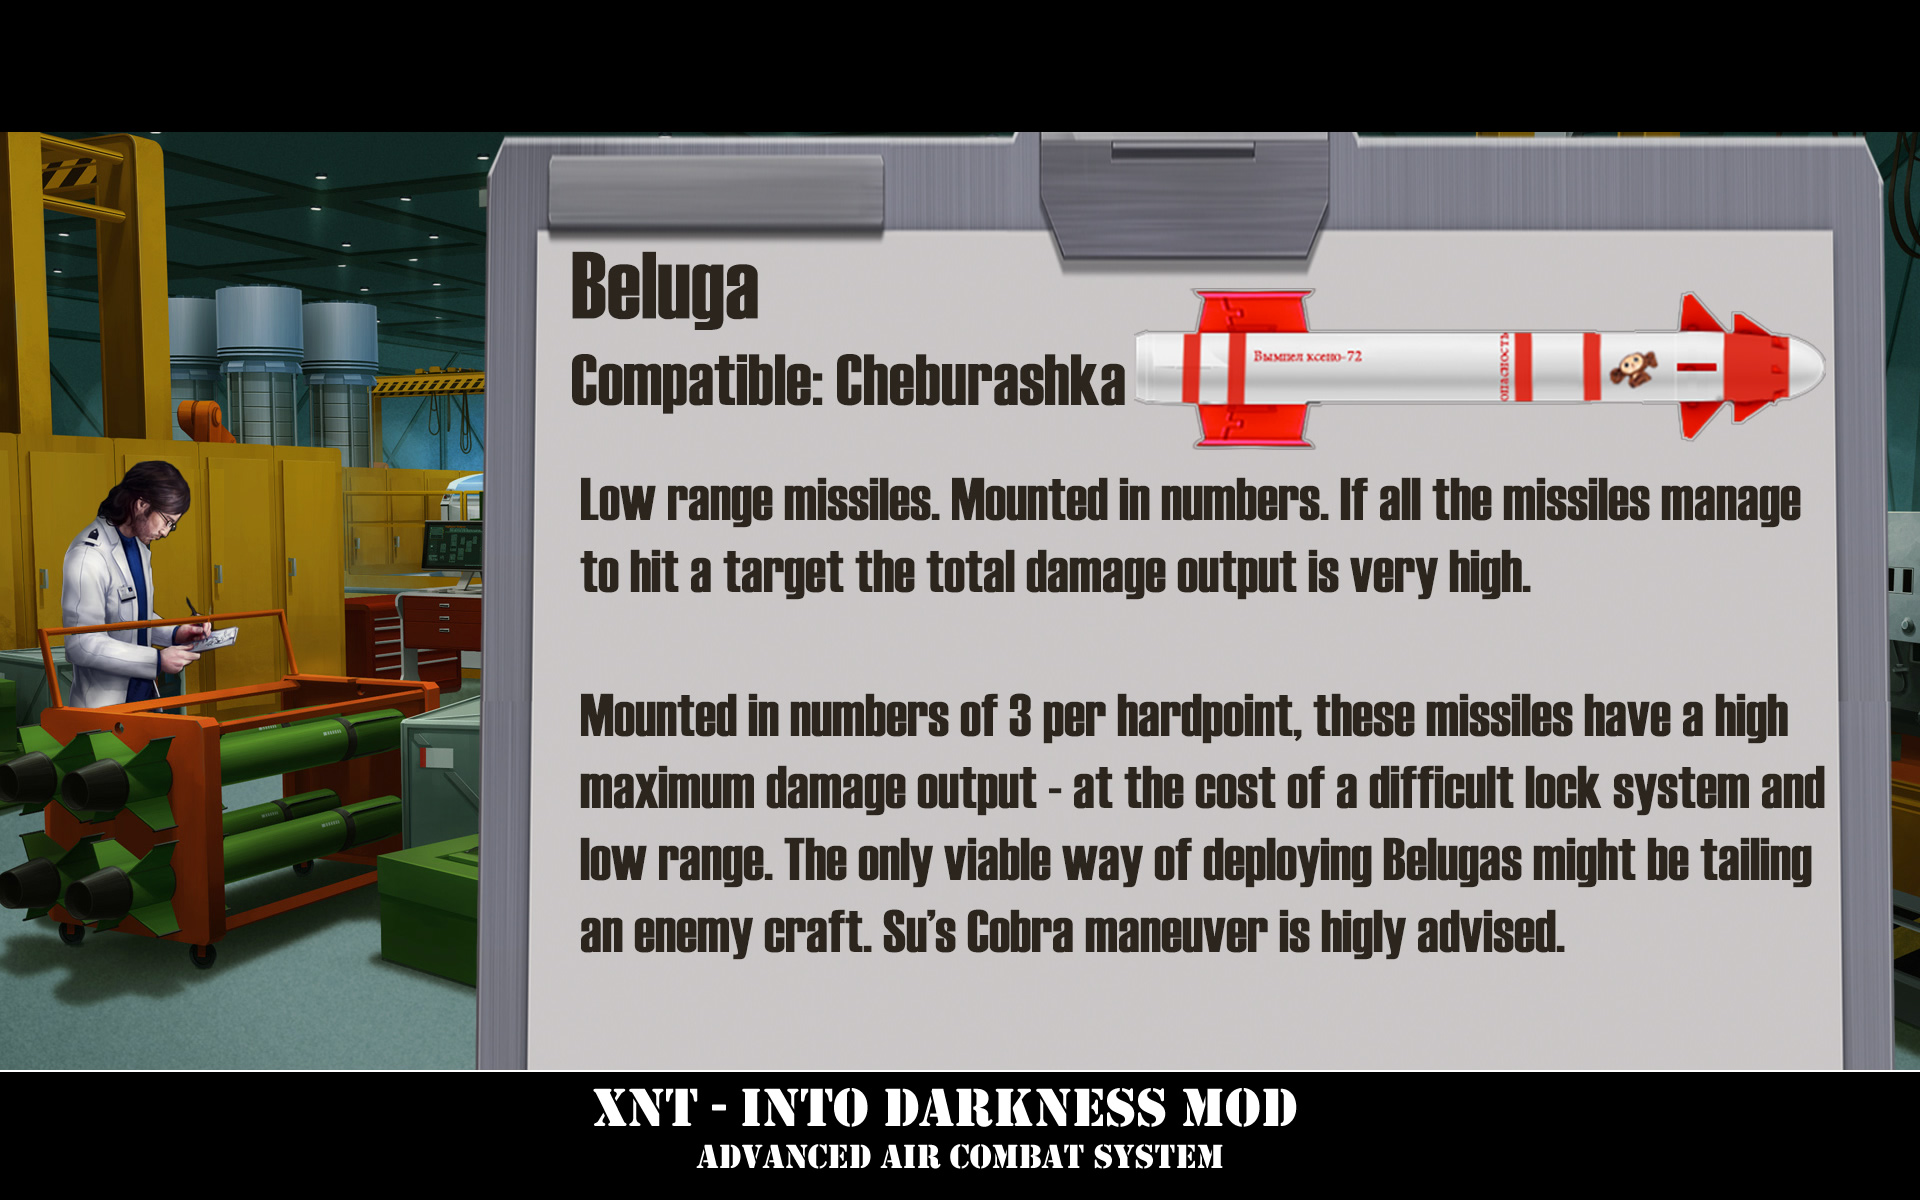 Beluga
Compatible: Cheburashka
Вымпел ксено-72
опасность
Low range missiles. Mounted in numbers. If all the missiles manage
to hit a target the total damage output is very high.
Mounted in numbers of 3 per hardpoint, these missiles have a high
maximum damage output - at the cost of a difficult lock system and
low range. The only viable way of deploying Belugas might be tailing
an enemy craft. Su's Cobra maneuver is higly advised.
XNT - INTO DARKNESS MOD
ADVANCED AIR COMBAT SYSTEM